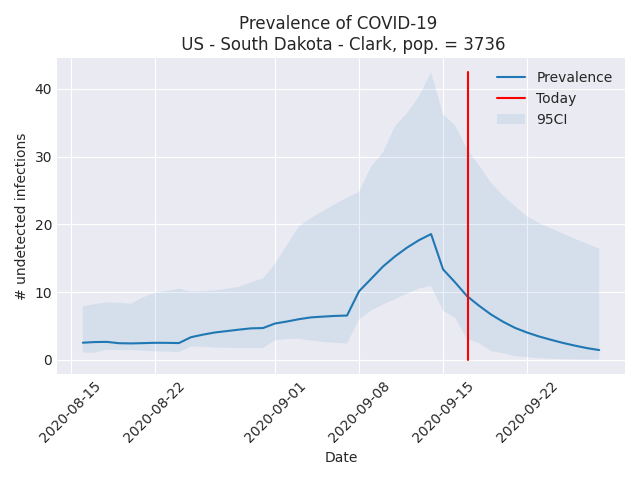 Prevalence of COVID-19
US - South Dakota - Clark, pop. = 3736
# undetected infections
40
30
20
10
0
Prevalence
Today
95CI
2020-08-15
2020-08-22
2020-09-01
2020-09-08
2020-09-15
2020-09-22
Date